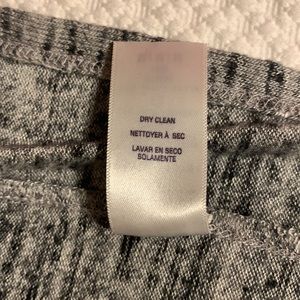 DRY CLEAN
NETTOYER À SEC
LAVAR EN SECO
SOLAMENTE